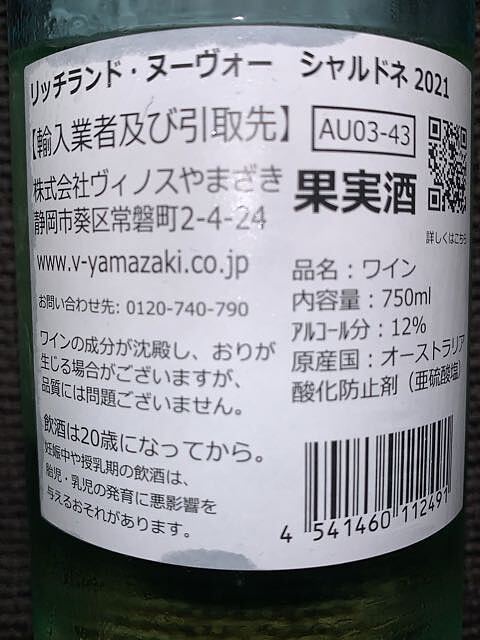 リッチランド・ヌーヴォー シャルドネ 2021
【輸入業者及び引取先】
AU03-43
株式会社ヴィノスやまざき
静岡市葵区常磐町2-4-24
www.v-yamazaki.co.jp
お問い合わせ先: 0120-740-790
ワインの成分が沈殿し、おりが
生じる場合がございますが、
品質には問題ございません。
飲酒は20歳になってから。
妊娠中や授乳期の飲酒は、
胎児・乳児の発育に悪影響を
与えるおそれがあります。
果実酒
詳しくはこちら
品名：ワイン
内容量：750ml
アルコール分：12%
原産国：オーストラリア
酸化防止剤（亜硫酸塩）
4 541460 112491